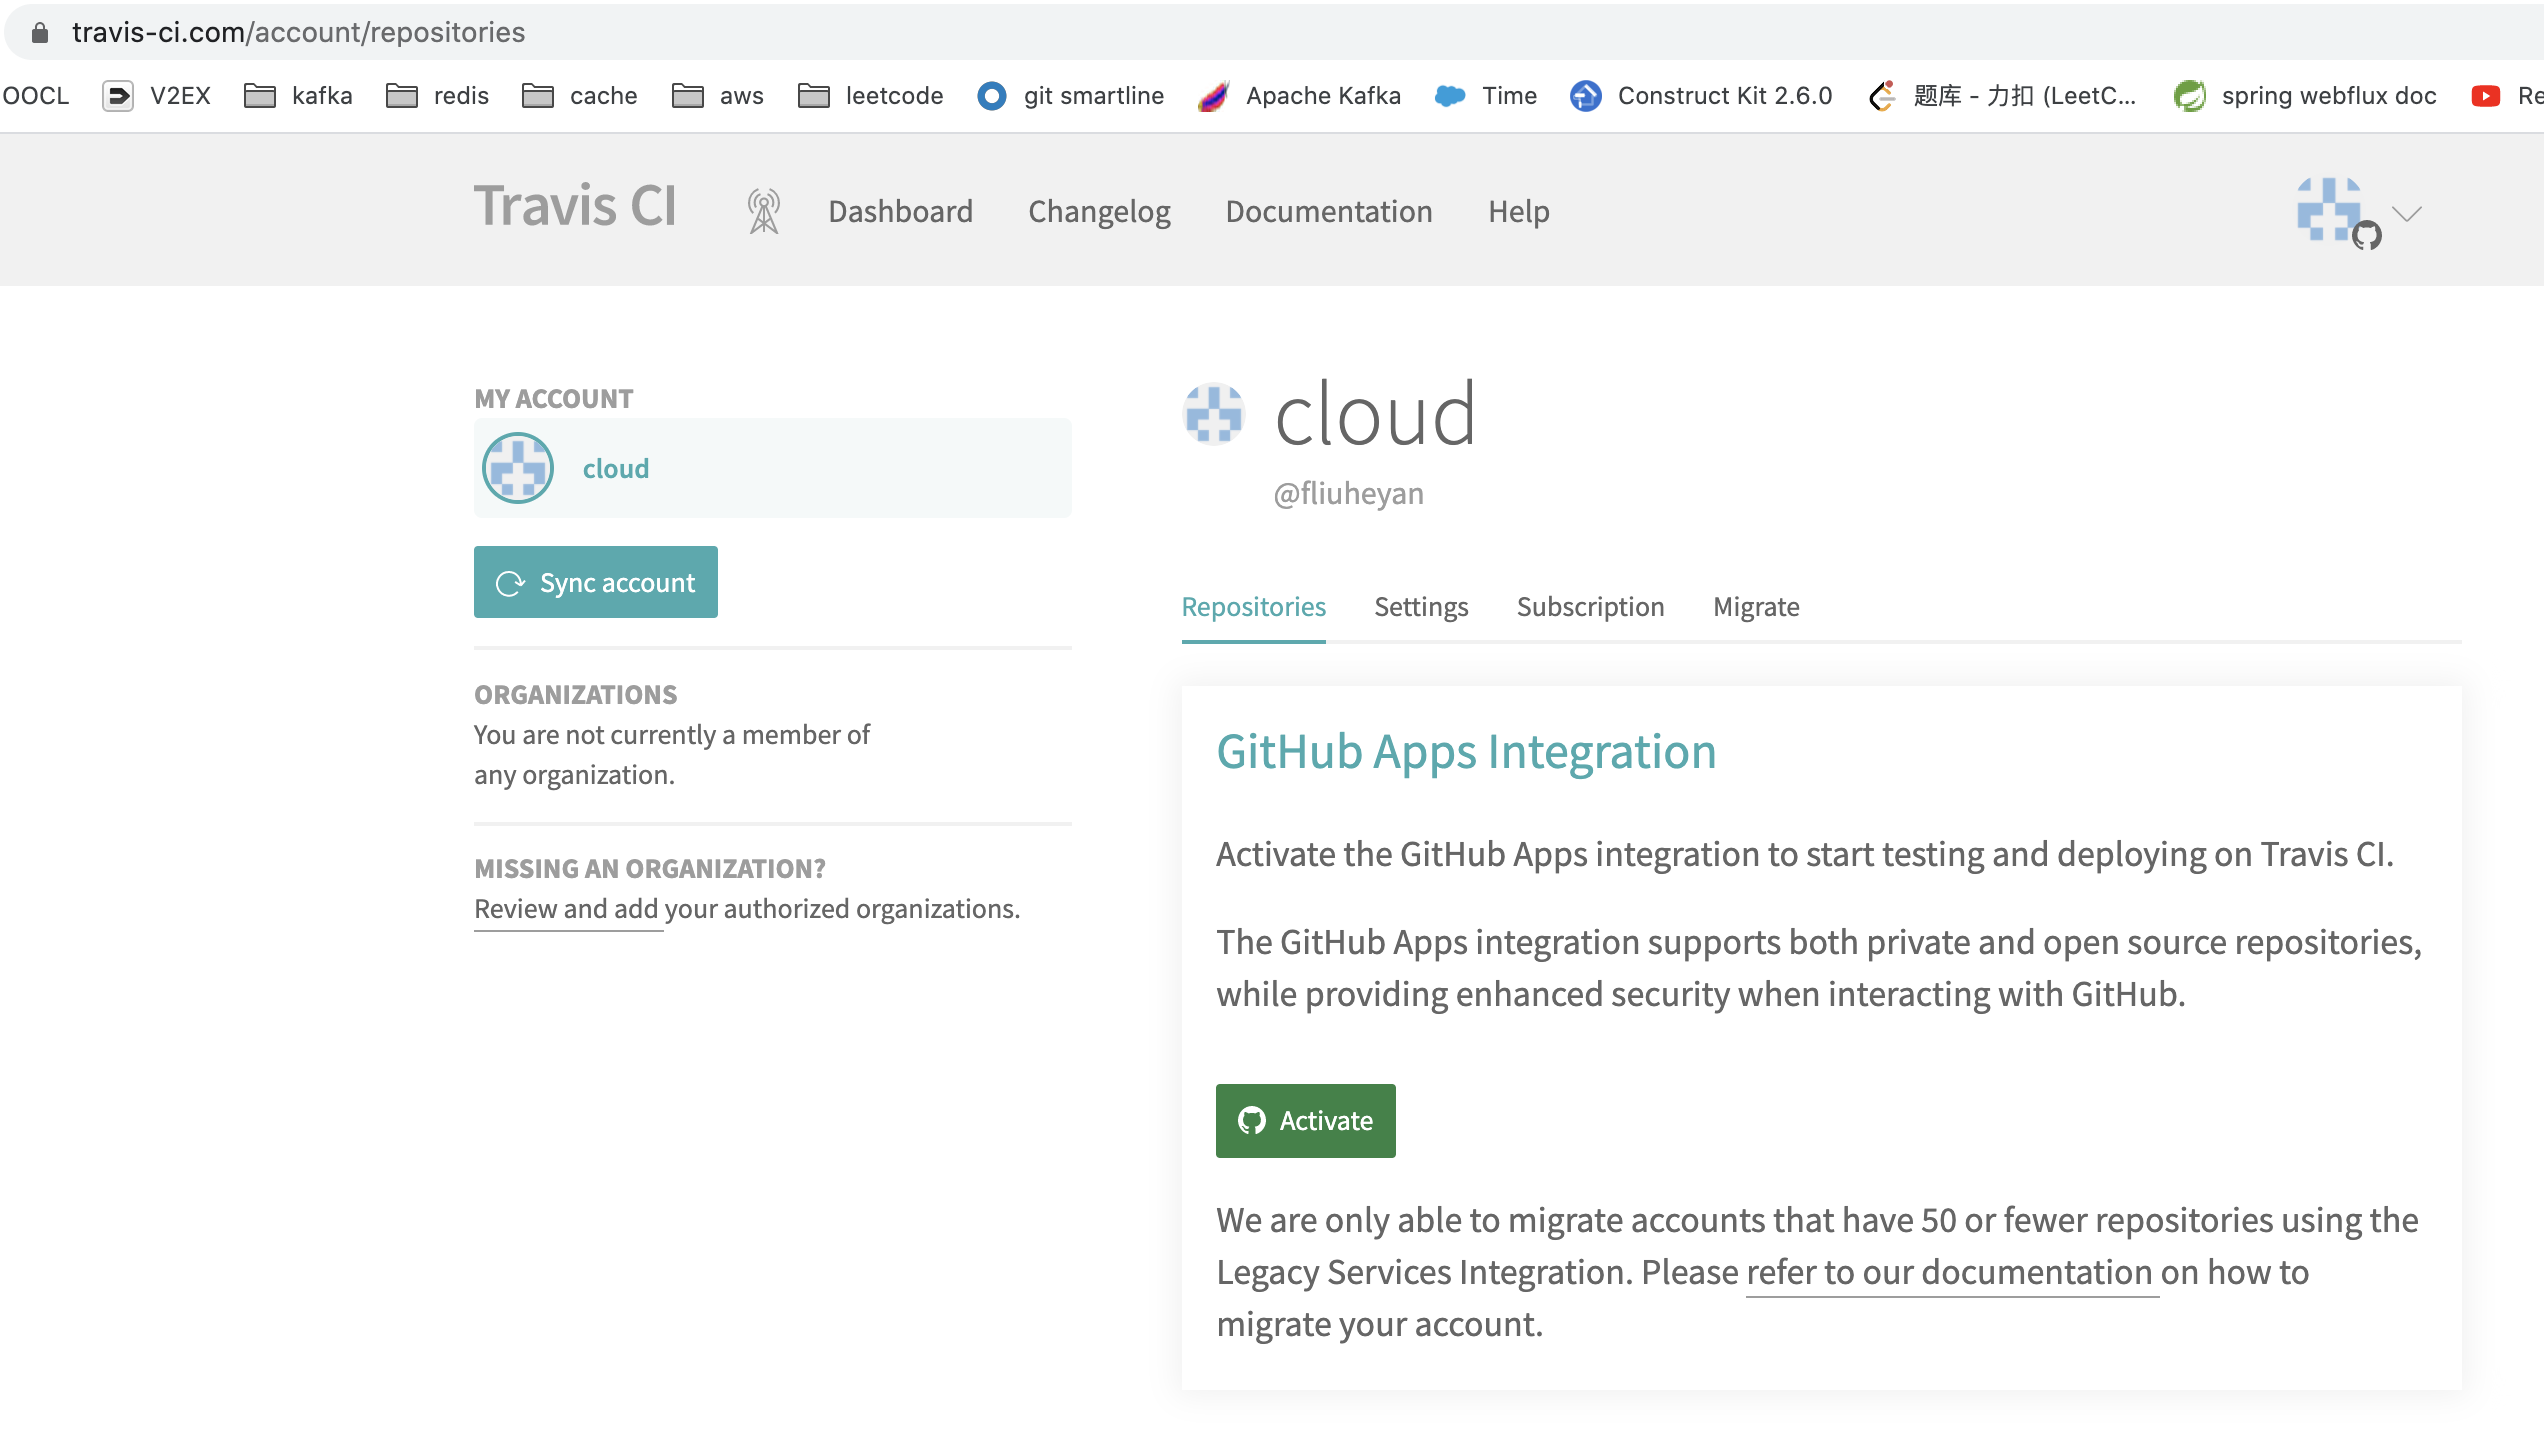 travis-ci.com/account/repositories
OOCL V2EX kafka redis cache aws leetcode git smartline Apache Kafka Time Construct Kit 2.6.0 题库 - 力扣 (LeetC... spring webflux doc Re
Travis CI Dashboard Changelog Documentation Help
MY ACCOUNT
cloud
Sync account
ORGANIZATIONS
You are not currently a member of
any organization.
MISSING AN ORGANIZATION?
Review and add your authorized organizations.
cloud
@fliuheyan
Repositories Settings Subscription Migrate
GitHub Apps Integration
Activate the GitHub Apps integration to start testing and deploying on Travis CI.
The GitHub Apps integration supports both private and open source repositories,
while providing enhanced security when interacting with GitHub.
Activate
We are only able to migrate accounts that have 50 or fewer repositories using the
Legacy Services Integration. Please refer to our documentation on how to
migrate your account.